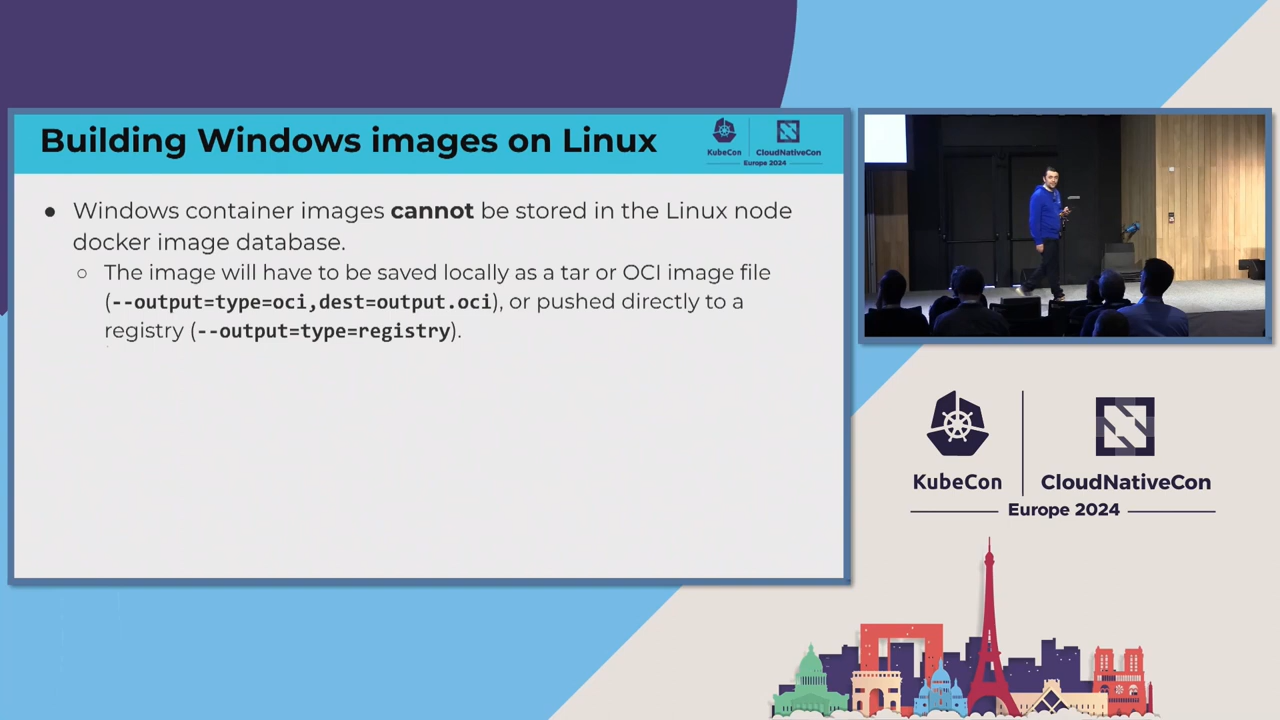 Building Windows images on Linux
KubeCon
CloudNativeCon
Europe 2024
● Windows container images cannot be stored in the Linux node
docker image database.
○ The image will have to be saved locally as a tar or OCI image file
(--output=type=oci,dest=output.oci), or pushed directly to a
registry (--output=type=registry).
KubeCon
CloudNativeCon
Europe 2024